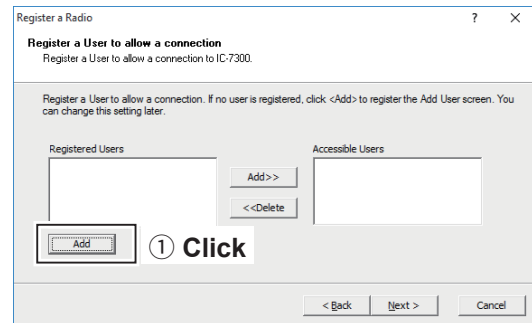 Register a Radio ? X
Register a User to allow a connection
Register a User to allow a connection to IC-7300.
Register a User to allow a connection. If no user is registered, click <Add> to register the Add User screen. You
can change this setting later.
Registered Users
Accessible Users
Add>>
<<Delete
Add
① Click
< Back
Next >
Cancel